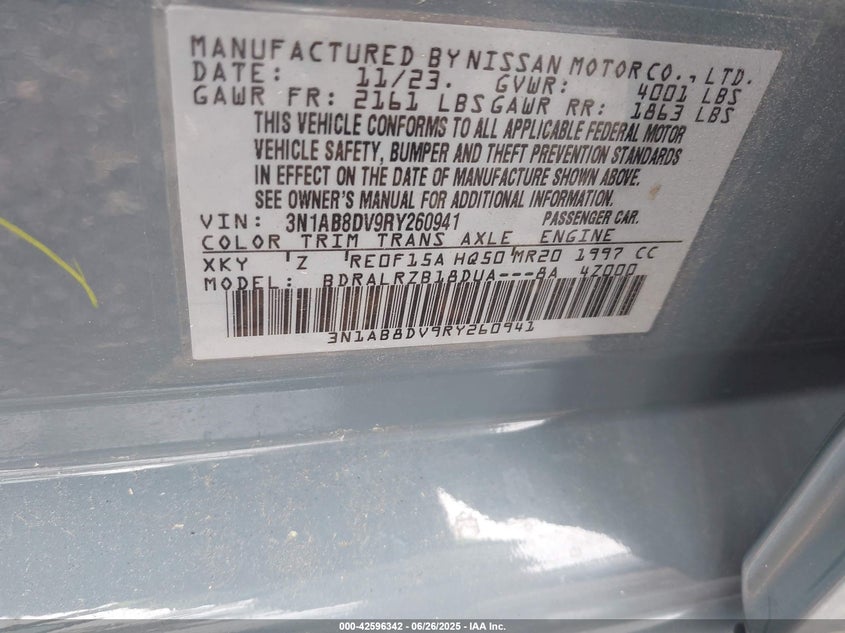 MANUFACTURED BY NISSAN MOTOR CO., LTD.
DATE: 11/23. GVWR: 4001 LBS
GAWR FR: 2161 LBS GAWR RR: 1863 LBS
THIS VEHICLE CONFORMS TO ALL APPLICABLE FEDERAL MOTOR
VEHICLE SAFETY, BUMPER AND THEFT PREVENTION STANDARDS
IN EFFECT ON THE DATE OF MANUFACTURE SHOWN ABOVE.
SEE OWNER'S MANUAL FOR ADDITIONAL INFORMATION.
VIN: 3N1AB8DV9RY260941 PASSENGER CAR.
COLOR TRIM TRANS AXLE ENGINE
XKY Z RE0F15A HQ50 MR20 1997 CC
MODEL: BDRALRZB18DUA---8A 4Z000
3N1AB8DV9RY260941
000-42596342 | 06/26/2025 - IAA Inc.